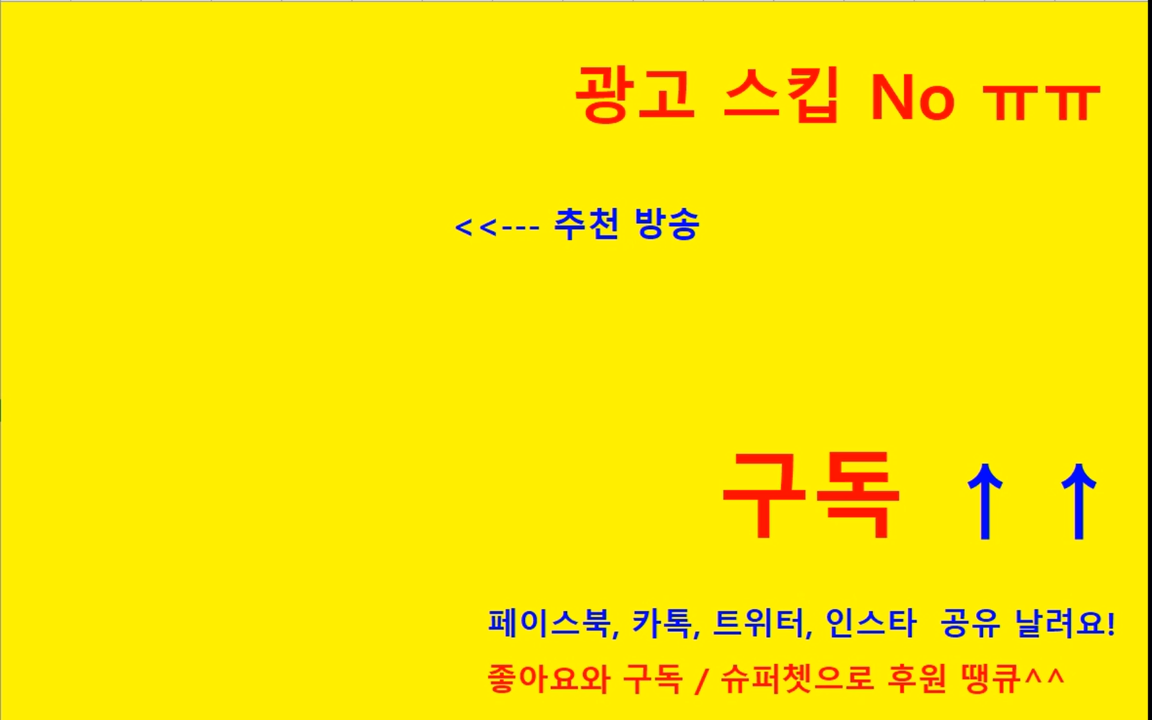 광고 스킵 No ㅠㅠ
<<--- 추천 방송
구독 ↑ ↑
페이스북, 카톡, 트위터, 인스타 공유 날려요!
좋아요와 구독 / 슈퍼쳇으로 후원 땡큐^^